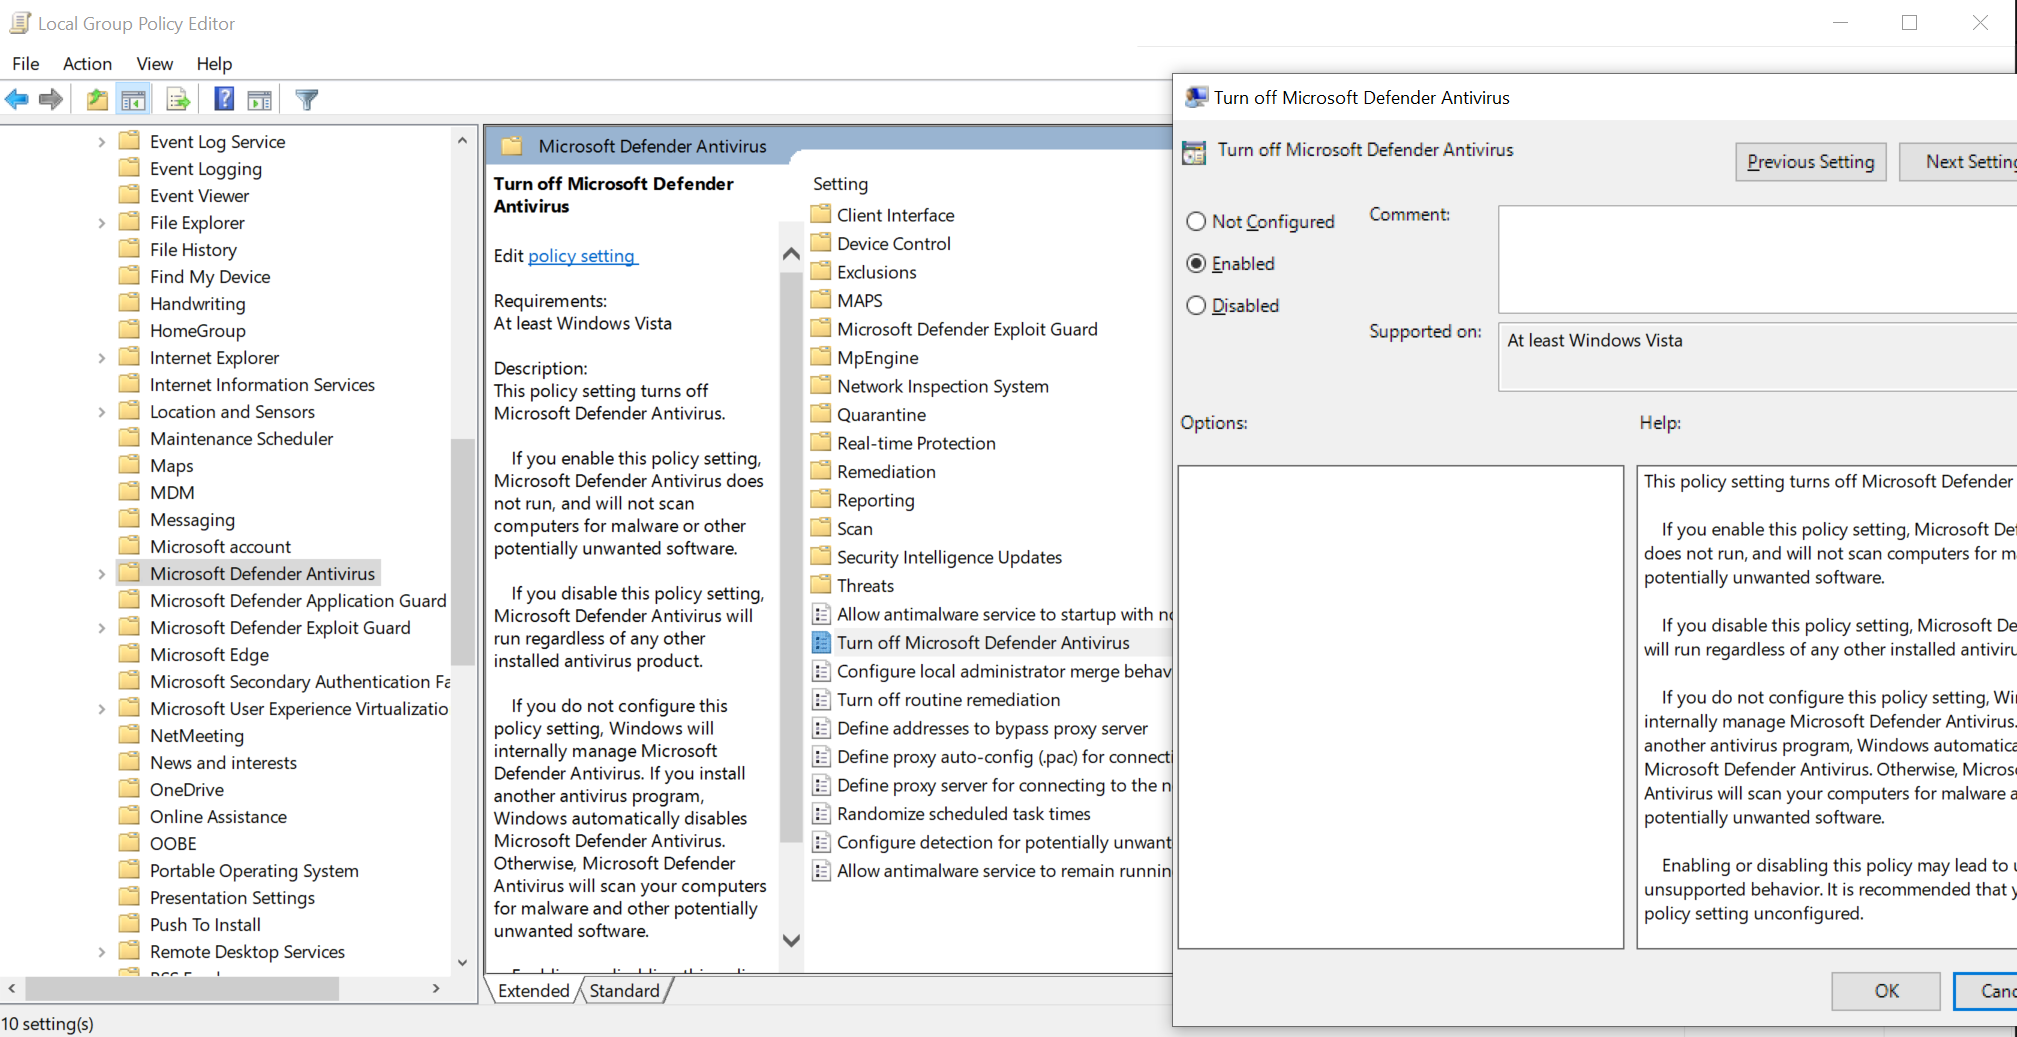 Local Group Policy Editor
File Action View Help
Event Log Service
Event Logging
Event Viewer
File Explorer
File History
Find My Device
Handwriting
HomeGroup
Internet Explorer
Internet Information Services
Location and Sensors
Maintenance Scheduler
Maps
MDM
Messaging
Microsoft account
Microsoft Defender Antivirus
Microsoft Defender Application Guard
Microsoft Defender Exploit Guard
Microsoft Edge
Microsoft Secondary Authentication Fa
Microsoft User Experience Virtualizatio
NetMeeting
News and interests
OneDrive
Online Assistance
OOBE
Portable Operating System
Presentation Settings
Push To Install
Remote Desktop Services
10 setting(s)
Microsoft Defender Antivirus
Turn off Microsoft Defender
Antivirus
Edit policy setting
Requirements:
At least Windows Vista
Description:
This policy setting turns off
Microsoft Defender Antivirus.
If you enable this policy setting,
Microsoft Defender Antivirus does
not run, and will not scan
computers for malware or other
potentially unwanted software.
If you disable this policy setting,
Microsoft Defender Antivirus will
run regardless of any other
installed antivirus product.
If you do not configure this
policy setting, Windows will
internally manage Microsoft
Defender Antivirus. If you install
another antivirus program,
Windows automatically disables
Microsoft Defender Antivirus.
Otherwise, Microsoft Defender
Antivirus will scan your computers
for malware and other potentially
unwanted software.
Extended Standard
Setting
Client Interface
Device Control
Exclusions
MAPS
Microsoft Defender Exploit Guard
MpEngine
Network Inspection System
Quarantine
Real-time Protection
Remediation
Reporting
Scan
Security Intelligence Updates
Threats
Allow antimalware service to startup with no
Turn off Microsoft Defender Antivirus
Configure local administrator merge behav
Turn off routine remediation
Define addresses to bypass proxy server
Define proxy auto-config (.pac) for connecti
Define proxy server for connecting to the n
Randomize scheduled task times
Configure detection for potentially unwant
Allow antimalware service to remain runnin
Turn off Microsoft Defender Antivirus
Turn off Microsoft Defender Antivirus
Previous Setting Next Setting
Not Configured
Enabled
Disabled
Comment:
Supported on:
At least Windows Vista
Options:
Help:
This policy setting turns off Microsoft Defender
If you enable this policy setting, Microsoft De
does not run, and will not scan computers for m
potentially unwanted software.
If you disable this policy setting, Microsoft De
will run regardless of any other installed antiviru
If you do not configure this policy setting, Wi
internally manage Microsoft Defender Antivirus.
another antivirus program, Windows automatica
Microsoft Defender Antivirus. Otherwise, Micros
Antivirus will scan your computers for malware a
potentially unwanted software.
Enabling or disabling this policy may lead to u
unsupported behavior. It is recommended that y
policy setting unconfigured.
OK Canc